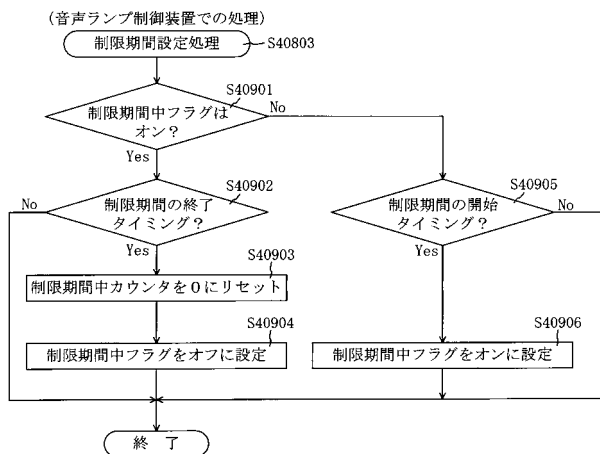 (音声ランプ制御装置での処理)
制限期間設定処理
S40803
S40901
制限期間中フラグは
オン?
No
Yes
S40902
No
制限期間の終了
タイミング?
Yes
S40905
制限期間の開始
タイミング?
No
Yes
S40903
制限期間中カウンタを0にリセット
S40904
制限期間中フラグをオフに設定
S40906
制限期間中フラグをオンに設定
終 了